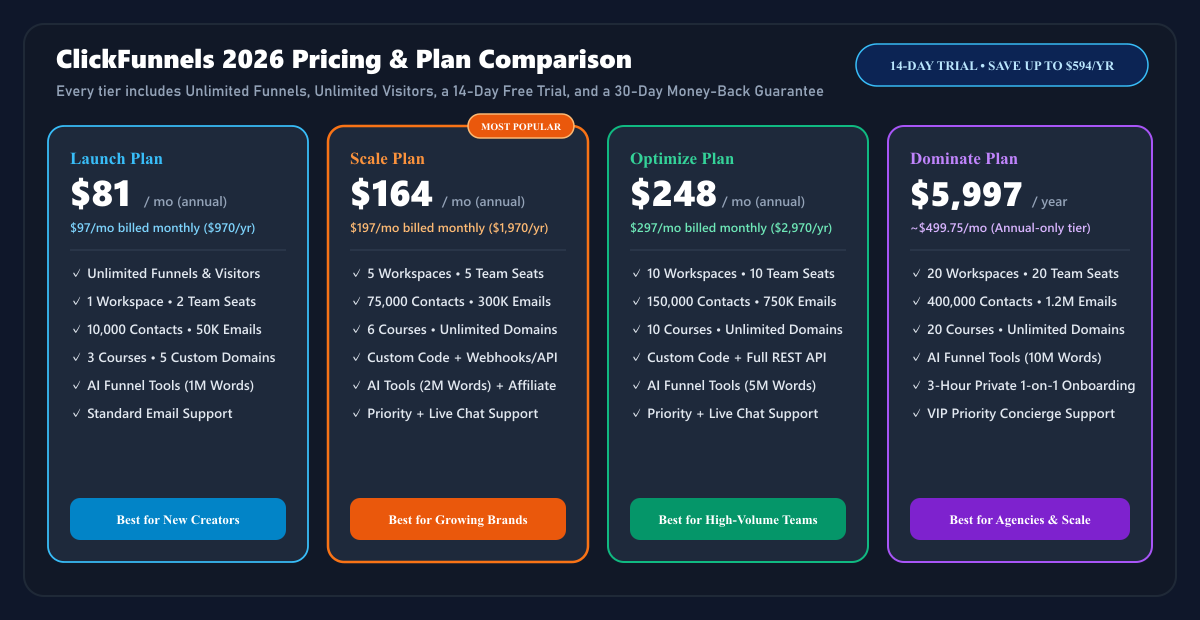 ClickFunnels 2026 Pricing & Plan Comparison
Every tier includes Unlimited Funnels, Unlimited Visitors, a 14-Day Free Trial, and a 30-Day Money-Back Guarantee
14-DAY TRIAL • SAVE UP TO $594/YR
Launch Plan
$81 / mo (annual)
$97/mo billed monthly ($970/yr)
✓ Unlimited Funnels & Visitors
✓ 1 Workspace • 2 Team Seats
✓ 10,000 Contacts • 50K Emails
✓ 3 Courses • 5 Custom Domains
✓ AI Funnel Tools (1M Words)
✓ Standard Email Support
Best for New Creators
MOST POPULAR
Scale Plan
$164 / mo (annual)
$197/mo billed monthly ($1,970/yr)
✓ 5 Workspaces • 5 Team Seats
✓ 75,000 Contacts • 300K Emails
✓ 6 Courses • Unlimited Domains
✓ Custom Code + Webhooks/API
✓ AI Tools (2M Words) + Affiliate
✓ Priority + Live Chat Support
Best for Growing Brands
Optimize Plan
$248 / mo (annual)
$297/mo billed monthly ($2,970/yr)
✓ 10 Workspaces • 10 Team Seats
✓ 150,000 Contacts • 750K Emails
✓ 10 Courses • Unlimited Domains
✓ Custom Code + Full REST API
✓ AI Funnel Tools (5M Words)
✓ Priority + Live Chat Support
Best for High-Volume Teams
Dominate Plan
$5,997 / year
~$499.75/mo (Annual-only tier)
✓ 20 Workspaces • 20 Team Seats
✓ 400,000 Contacts • 1.2M Emails
✓ 20 Courses • Unlimited Domains
✓ AI Funnel Tools (10M Words)
✓ 3-Hour Private 1-on-1 Onboarding
✓ VIP Priority Concierge Support
Best for Agencies & Scale